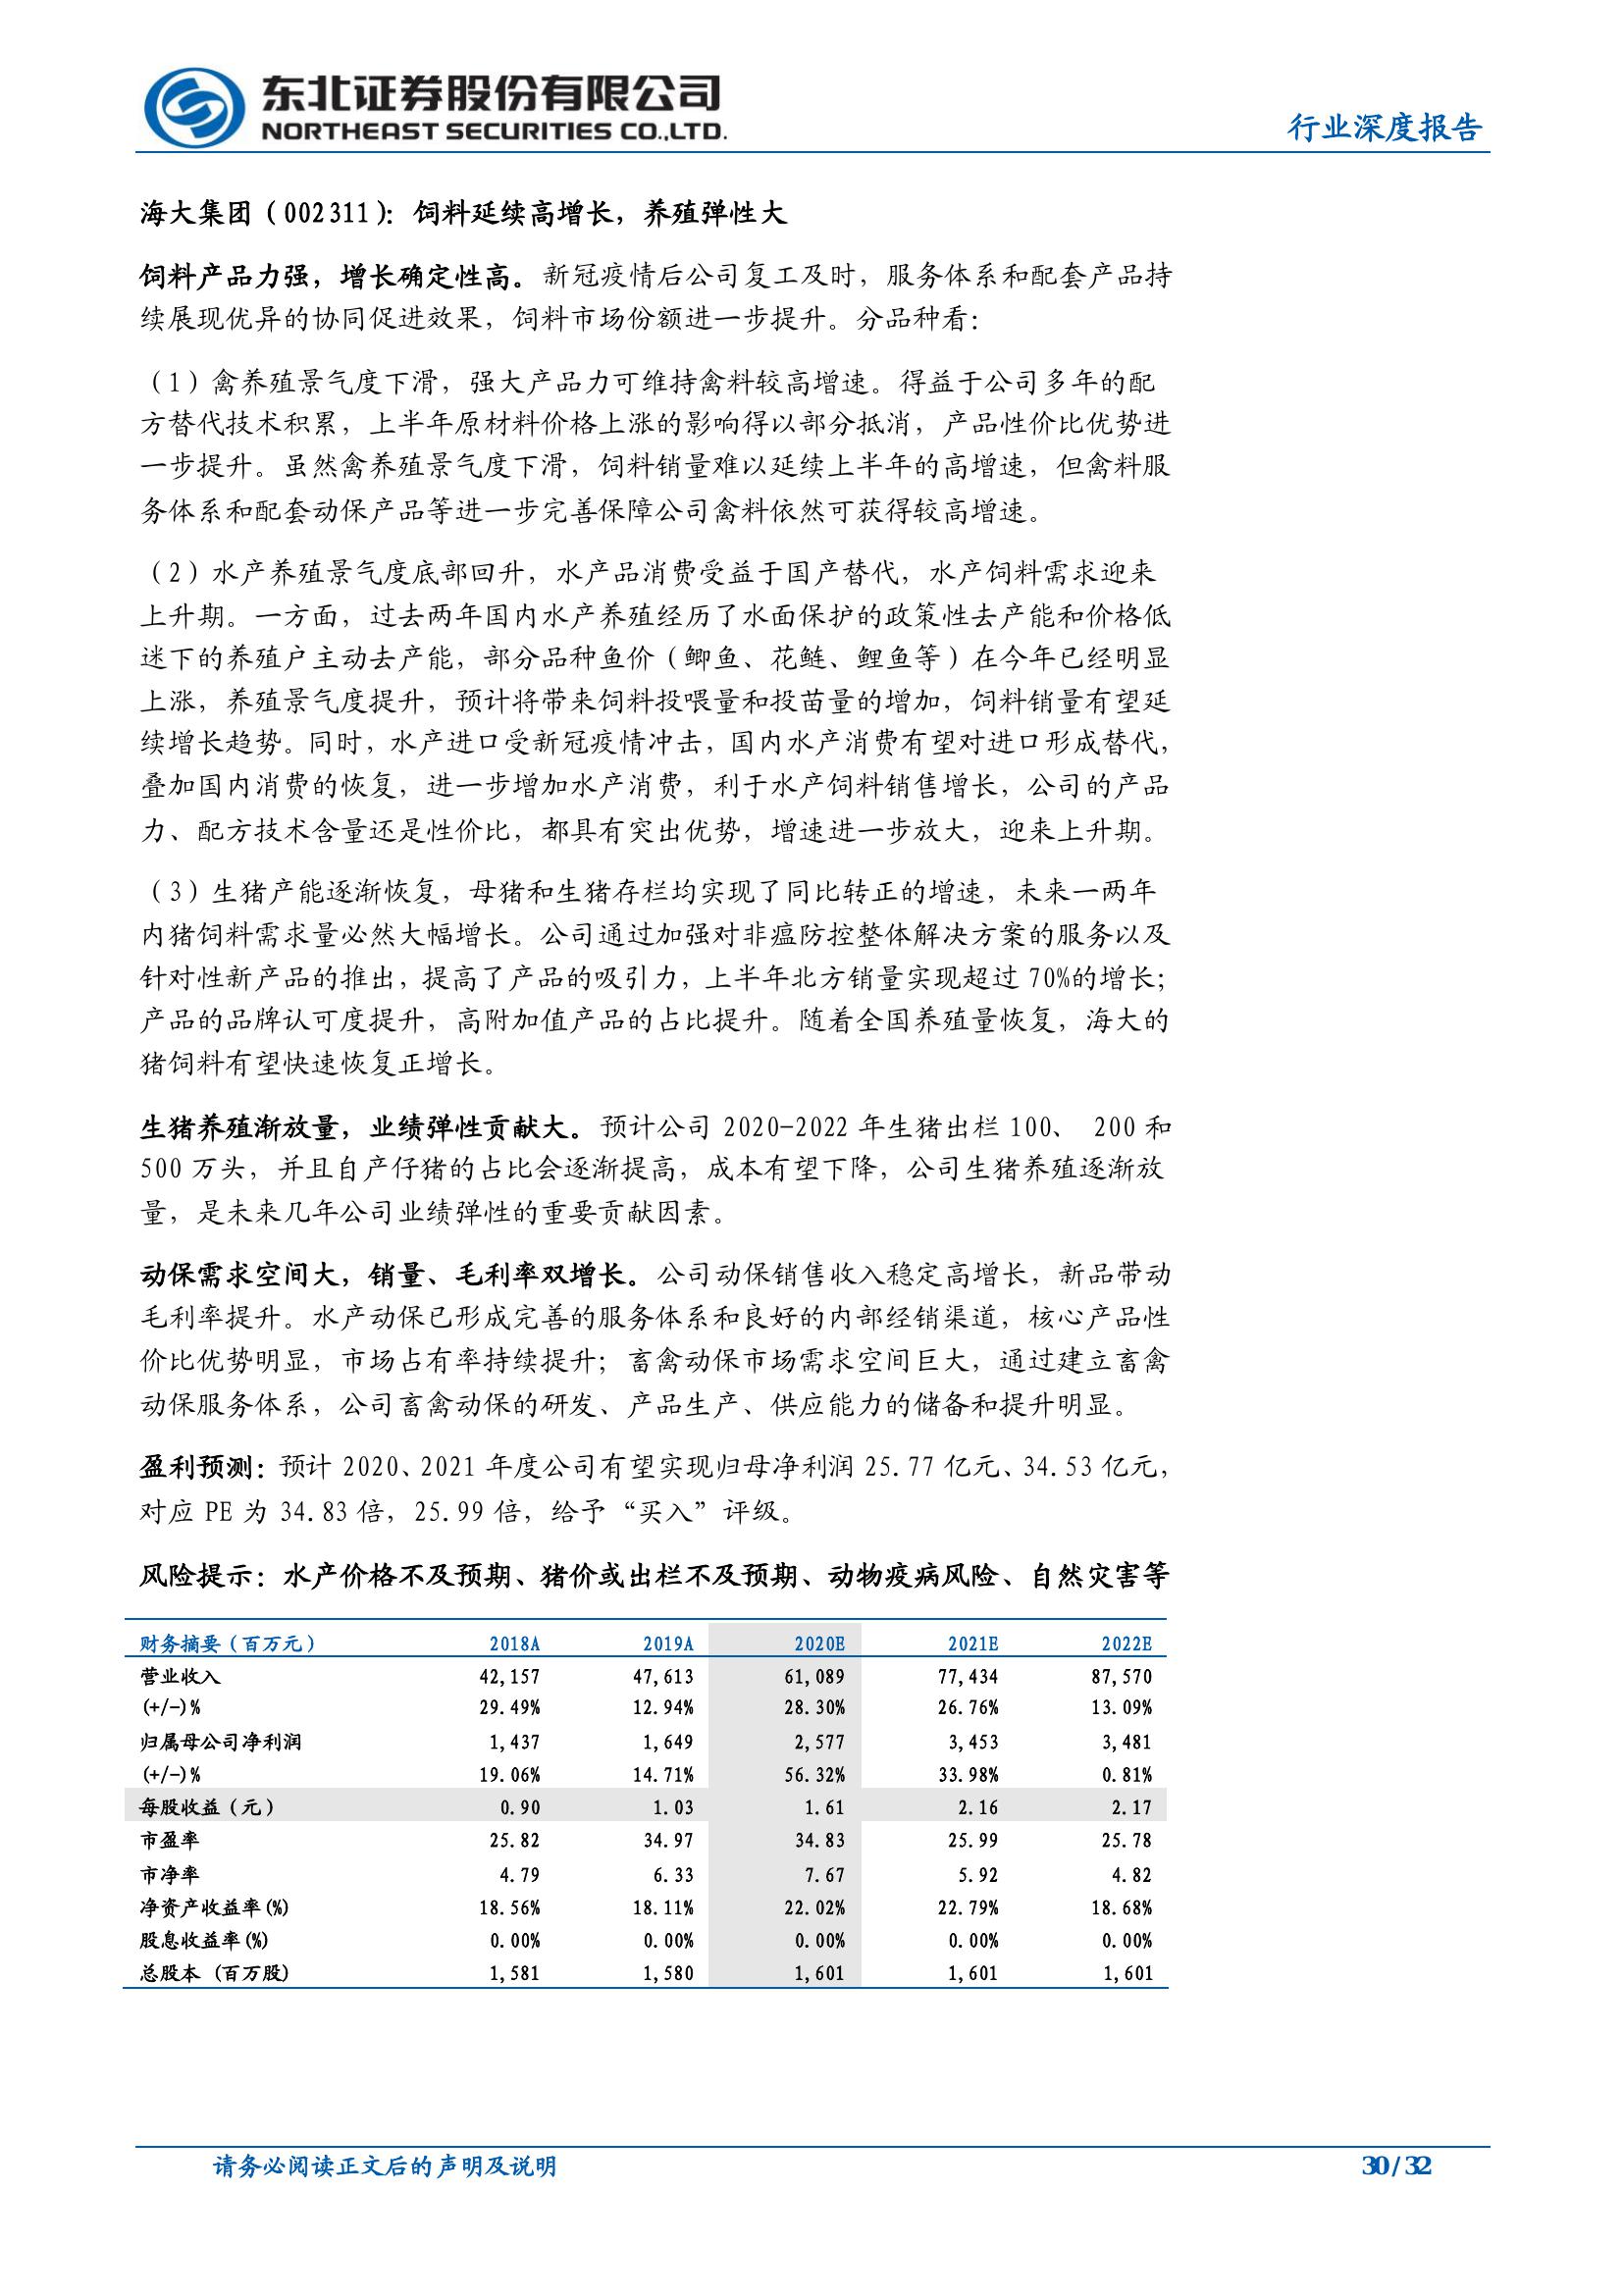 东北证券股份有限公司
NORTHEAST SECURITIES CO.,LTD.
行业深度报告
海大集团（002311）：饲料延续高增长，养殖弹性大
饲料产品力强，增长确定性高。新冠疫情后公司复工及时，服务体系和配套产品持
续展现优异的协同促进效果，饲料市场份额进一步提升。分品种看：
（1）禽养殖景气度下滑，强大产品力可维持禽料较高增速。得益于公司多年的配
方替代技术积累，上半年原材料价格上涨的影响得以部分抵消，产品性价比优势进
一步提升。虽然禽养殖景气度下滑，饲料销量难以延续上半年的高增速，但禽料服
务体系和配套动保产品等进一步完善保障公司禽料依然可获得较高增速。
（2）水产养殖景气度底部回升，水产品消费受益于国产替代，水产饲料需求迎来
上升期。一方面，过去两年国内水产养殖经历了水面保护的政策性去产能和价格低
迷下的养殖户主动去产能，部分品种鱼价（鲫鱼、花鲢、鲤鱼等）在今年已经明显
上涨，养殖景气度提升，预计将带来饲料投喂量和投苗量的增加，饲料销量有望延
续增长趋势。同时，水产进口受新冠疫情冲击，国内水产消费有望对进口形成替代，
叠加国内消费的恢复，进一步增加水产消费，利于水产饲料销售增长，公司的产品
力、配方技术含量还是性价比，都具有突出优势，增速进一步放大，迎来上升期。
（3）生猪产能逐渐恢复，母猪和生猪存栏均实现了同比转正的增速，未来一两年
内猪饲料需求量必然大幅增长。公司通过加强对非瘟防控整体解决方案的服务以及
针对性新产品的推出，提高了产品的吸引力，上半年北方销量实现超过 70%的增长；
产品的品牌认可度提升，高附加值产品的占比提升。随着全国养殖量恢复，海大的
猪饲料有望快速恢复正增长。
生猪养殖渐放量，业绩弹性贡献大。预计公司 2020-2022 年生猪出栏 100、 200 和
500 万头，并且自产仔猪的占比会逐渐提高，成本有望下降，公司生猪养殖逐渐放
量，是未来几年公司业绩弹性的重要贡献因素。
动保需求空间大，销量、毛利率双增长。公司动保销售收入稳定高增长，新品带动
毛利率提升。水产动保已形成完善的服务体系和良好的内部经销渠道，核心产品性
价比优势明显，市场占有率持续提升；畜禽动保市场需求空间巨大，通过建立畜禽
动保服务体系，公司畜禽动保的研发、产品生产、供应能力的储备和提升明显。
盈利预测：预计 2020、2021 年度公司有望实现归母净利润 25.77 亿元、34.53 亿元，
对应 PE 为 34.83 倍，25.99 倍，给予“买入”评级。
风险提示：水产价格不及预期、猪价或出栏不及预期、动物疫病风险、自然灾害等
财务摘要（百万元） 2018A 2019A 2020E 2021E 2022E
营业收入 42,157 47,613 61,089 77,434 87,570
(+/-)% 29.49% 12.94% 28.30% 26.76% 13.09%
归属母公司净利润 1,437 1,649 2,577 3,453 3,481
(+/-)% 19.06% 14.71% 56.32% 33.98% 0.81%
每股收益（元） 0.90 1.03 1.61 2.16 2.17
市盈率 25.82 34.97 34.83 25.99 25.78
市净率 4.79 6.33 7.67 5.92 4.82
净资产收益率(%) 18.56% 18.11% 22.02% 22.79% 18.68%
股息收益率(%) 0.00% 0.00% 0.00% 0.00% 0.00%
总股本 (百万股) 1,581 1,580 1,601 1,601 1,601
请务必阅读正文后的声明及说明
30 / 32